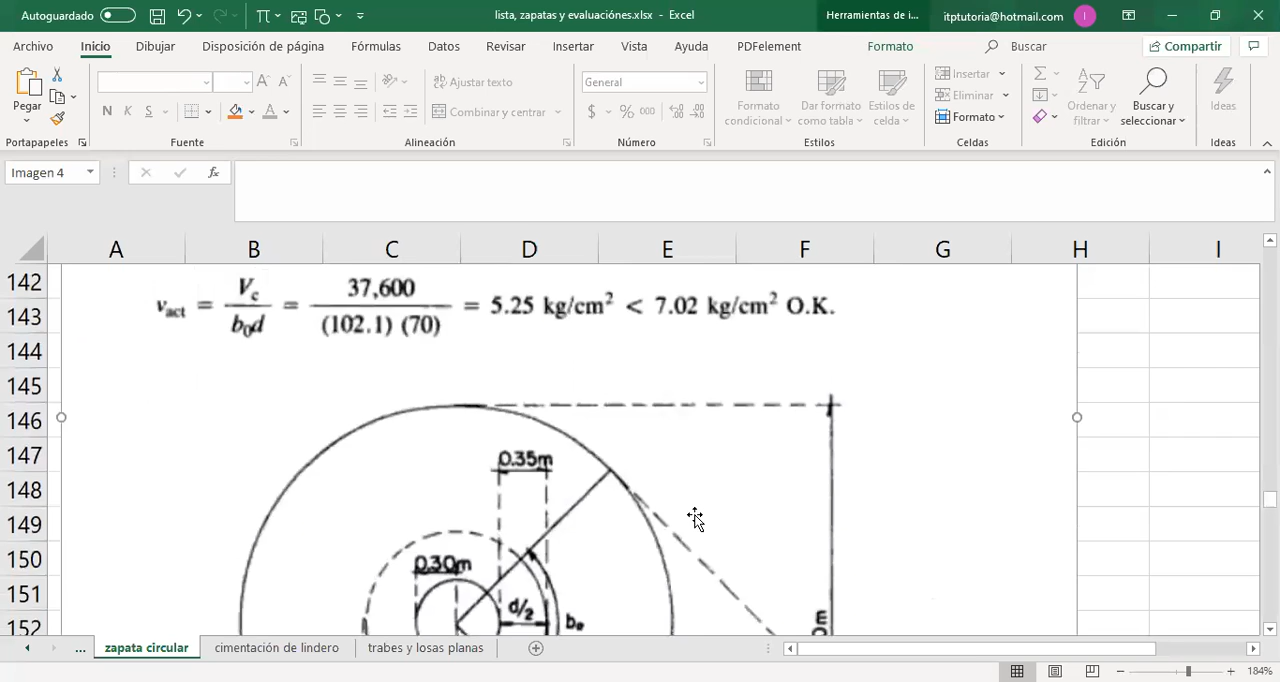 Autoguardado
lista, zapatas y evaluaciónes.xlsx - Excel
Herramientas de i...
itptutoria@hotmail.com
I
Archivo Inicio Dibujar Disposición de página Fórmulas Datos Revisar Insertar Vista Ayuda PDFelement Formato Buscar Compartir
Pegar
N K S
Ajustar texto
Combinar y centrar
General
$ % 000
Formato condicional
Dar formato como tabla
Estilos de celda
Insertar
Eliminar
Formato
Ordenar y filtrar
Buscar y seleccionar
Ideas
Portapapeles Fuente Alineación Número Estilos Celdas Edición Ideas
Imagen 4
fx
A B C D E F G H I
142
143
144
145
146
147
148
149
150
151
152
v_act = V_c / b_0d = 37,600 / (102.1) (70) = 5.25 kg/cm² < 7.02 kg/cm² O.K.
0.35m
0.30m
d/2
b_o
... zapata circular cimentación de lindero trabes y losas planas
184%